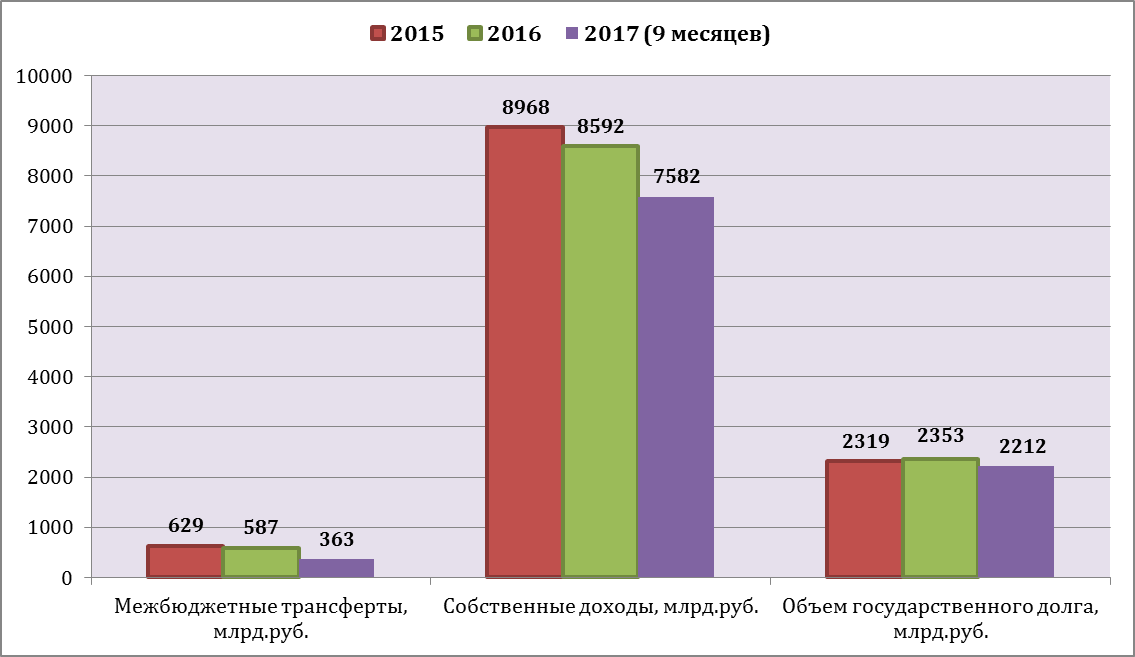 2015 2016 2017 (9 месяцев)
10000
9000
8000
7000
6000
5000
4000
3000
2000
1000
0
629 587 363
8968 8592 7582
2319 2353 2212
Межбюджетные трансферты,
млрд.руб.
Собственные доходы, млрд.руб.
Объем государственного долга,
млрд.руб.